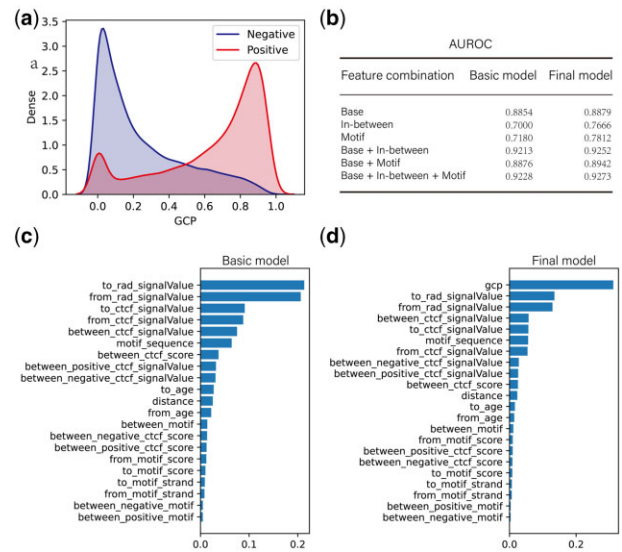 (a)
3.5
3.0
2.5
2.0
1.5
1.0
0.5
0.0
Dense
Negative
Positive
0.0 0.2 0.4 0.6 0.8 1.0
GCP
(b)
AUROC
Feature combination Basic model Final model
Base 0.8854 0.8879
In-between 0.7000 0.7666
Motif 0.7180 0.7812
Base + In-between 0.9213 0.9252
Base + Motif 0.8876 0.8942
Base + In-between + Motif 0.9228 0.9273
(c)
Basic model
to_rad_signalValue
from_rad_signalValue
to_ctcf_signalValue
from_ctcf_signalValue
between_ctcf_signalValue
motif_sequence
between_ctcf_score
between_positive_ctcf_signalValue
between_negative_ctcf_signalValue
to_age
distance
from_age
between_motif
between_negative_ctcf_score
between_positive_ctcf_score
from_motif_score
to_motif_score
to_motif_strand
from_motif_strand
between_negative_motif
between_positive_motif
0.0 0.1 0.2
(d)
Final model
gcp
to_rad_signalValue
from_rad_signalValue
between_ctcf_signalValue
to_ctcf_signalValue
motif_sequence
from_ctcf_signalValue
between_negative_ctcf_signalValue
between_positive_ctcf_signalValue
between_ctcf_score
distance
to_age
from_age
between_motif
from_motif_score
between_positive_ctcf_score
between_negative_ctcf_score
to_motif_score
to_motif_strand
from_motif_strand
between_positive_motif
between_negative_motif
0.0 0.2